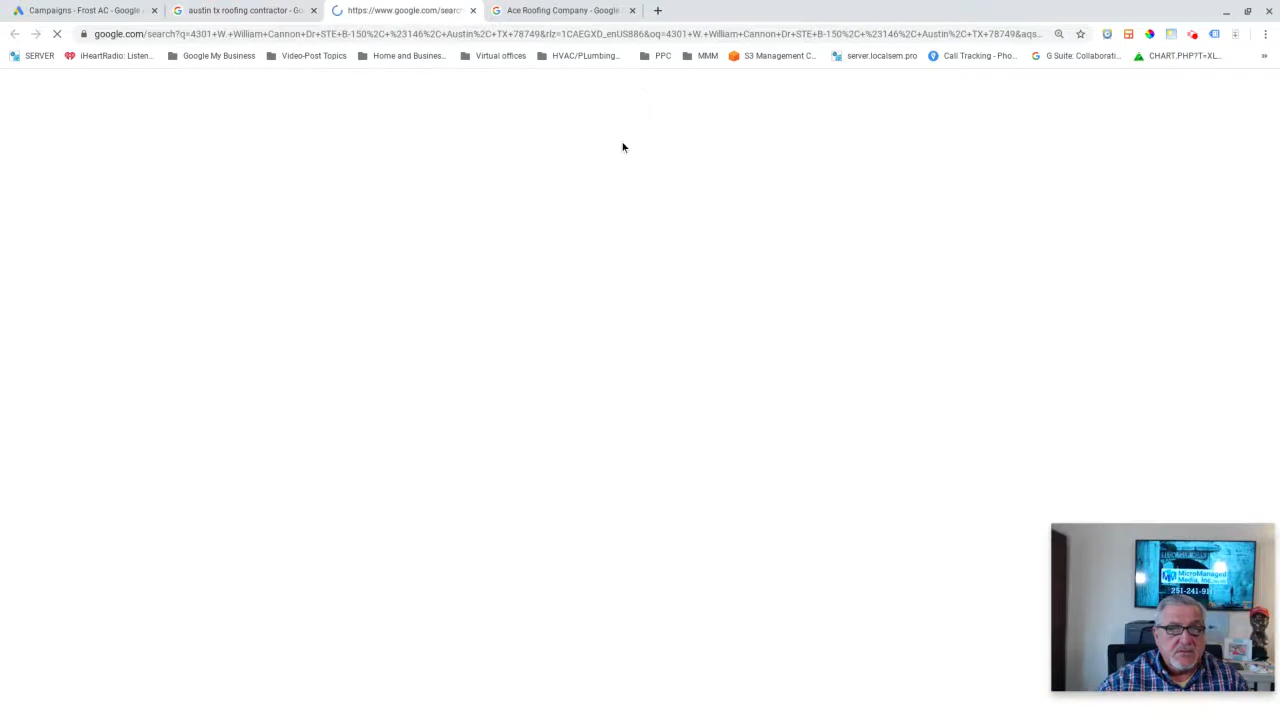 Campaigns - Frost AC - Google
austin tx roofing contractor - Go
https://www.google.com/search
Ace Roofing Company - Google
google.com/search?q=4301+W.+William+Cannon+Dr+STE+B-150%2C+%23146%2C+Austin%2C+TX+78749&rlz=1CAEGXD_enUS886&oq=4301+W.+William+Cannon+Dr+STE+B-150%2C+%23146%2C+Austin%2C+TX+78749&aqs...
SERVER
iHeartRadio: Listen...
Google My Business
Video-Post Topics
Home and Busines...
Virtual offices
HVAC/PLumbing...
PPC
MMM
S3 Management C...
server.localsem.pro
Call Tracking - Pho...
G Suite: Collaborati...
CHART.PHP?T=XL...
MicroManaged
Media, Inc.